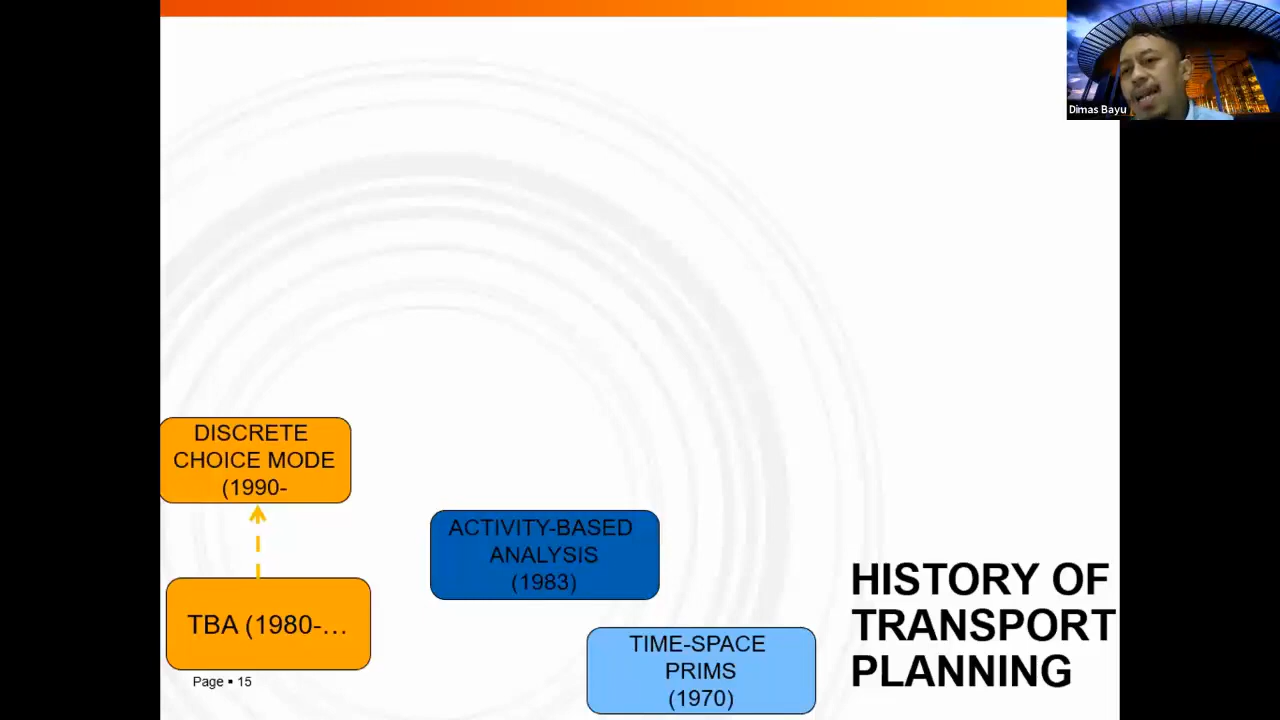 Dimas Bayu
DISCRETE
CHOICE MODE
(1990-
ACTIVITY-BASED
ANALYSIS
(1983)
TBA (1980-…
TIME-SPACE
PRIMS
(1970)
HISTORY OF
TRANSPORT
PLANNING
Page ▪ 15